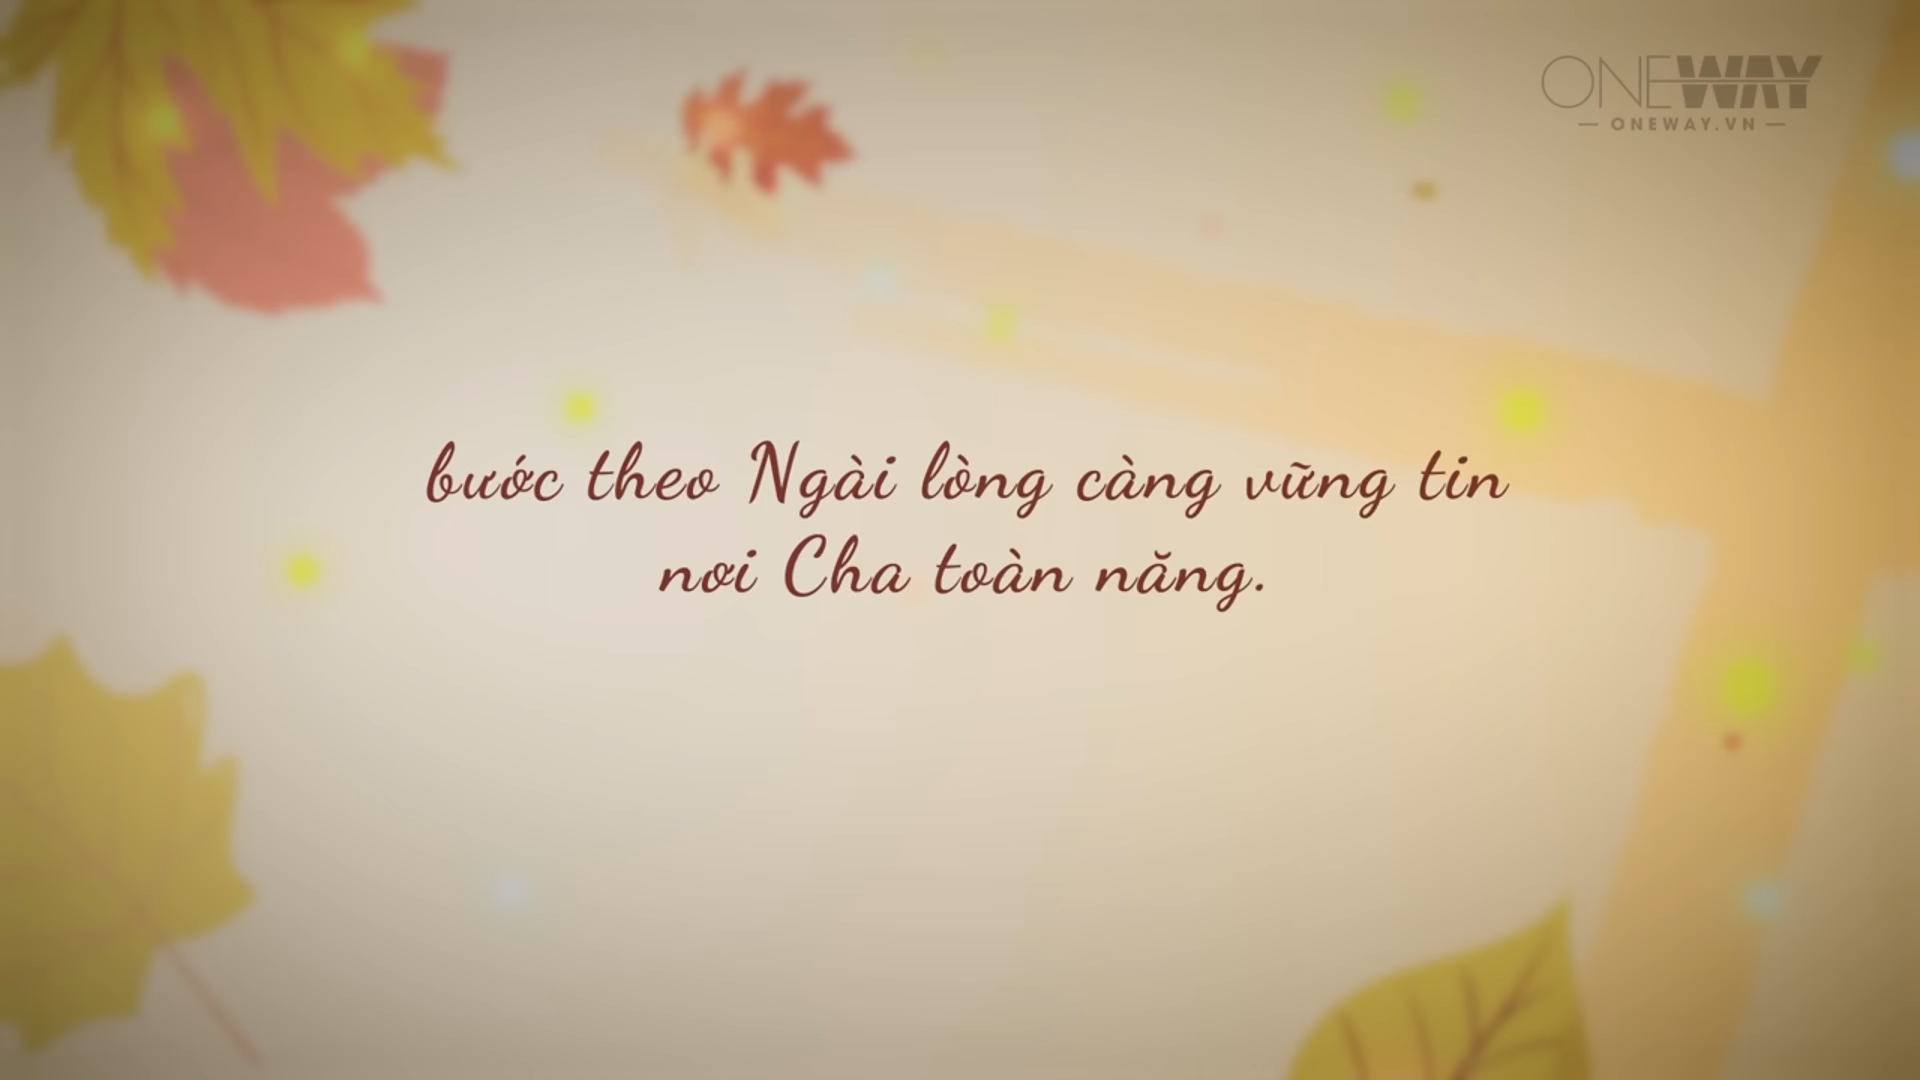 ONEWAY
— ONEWAY.VN —
bước theo Ngài lòng càng vững tin
nơi Cha toàn năng.